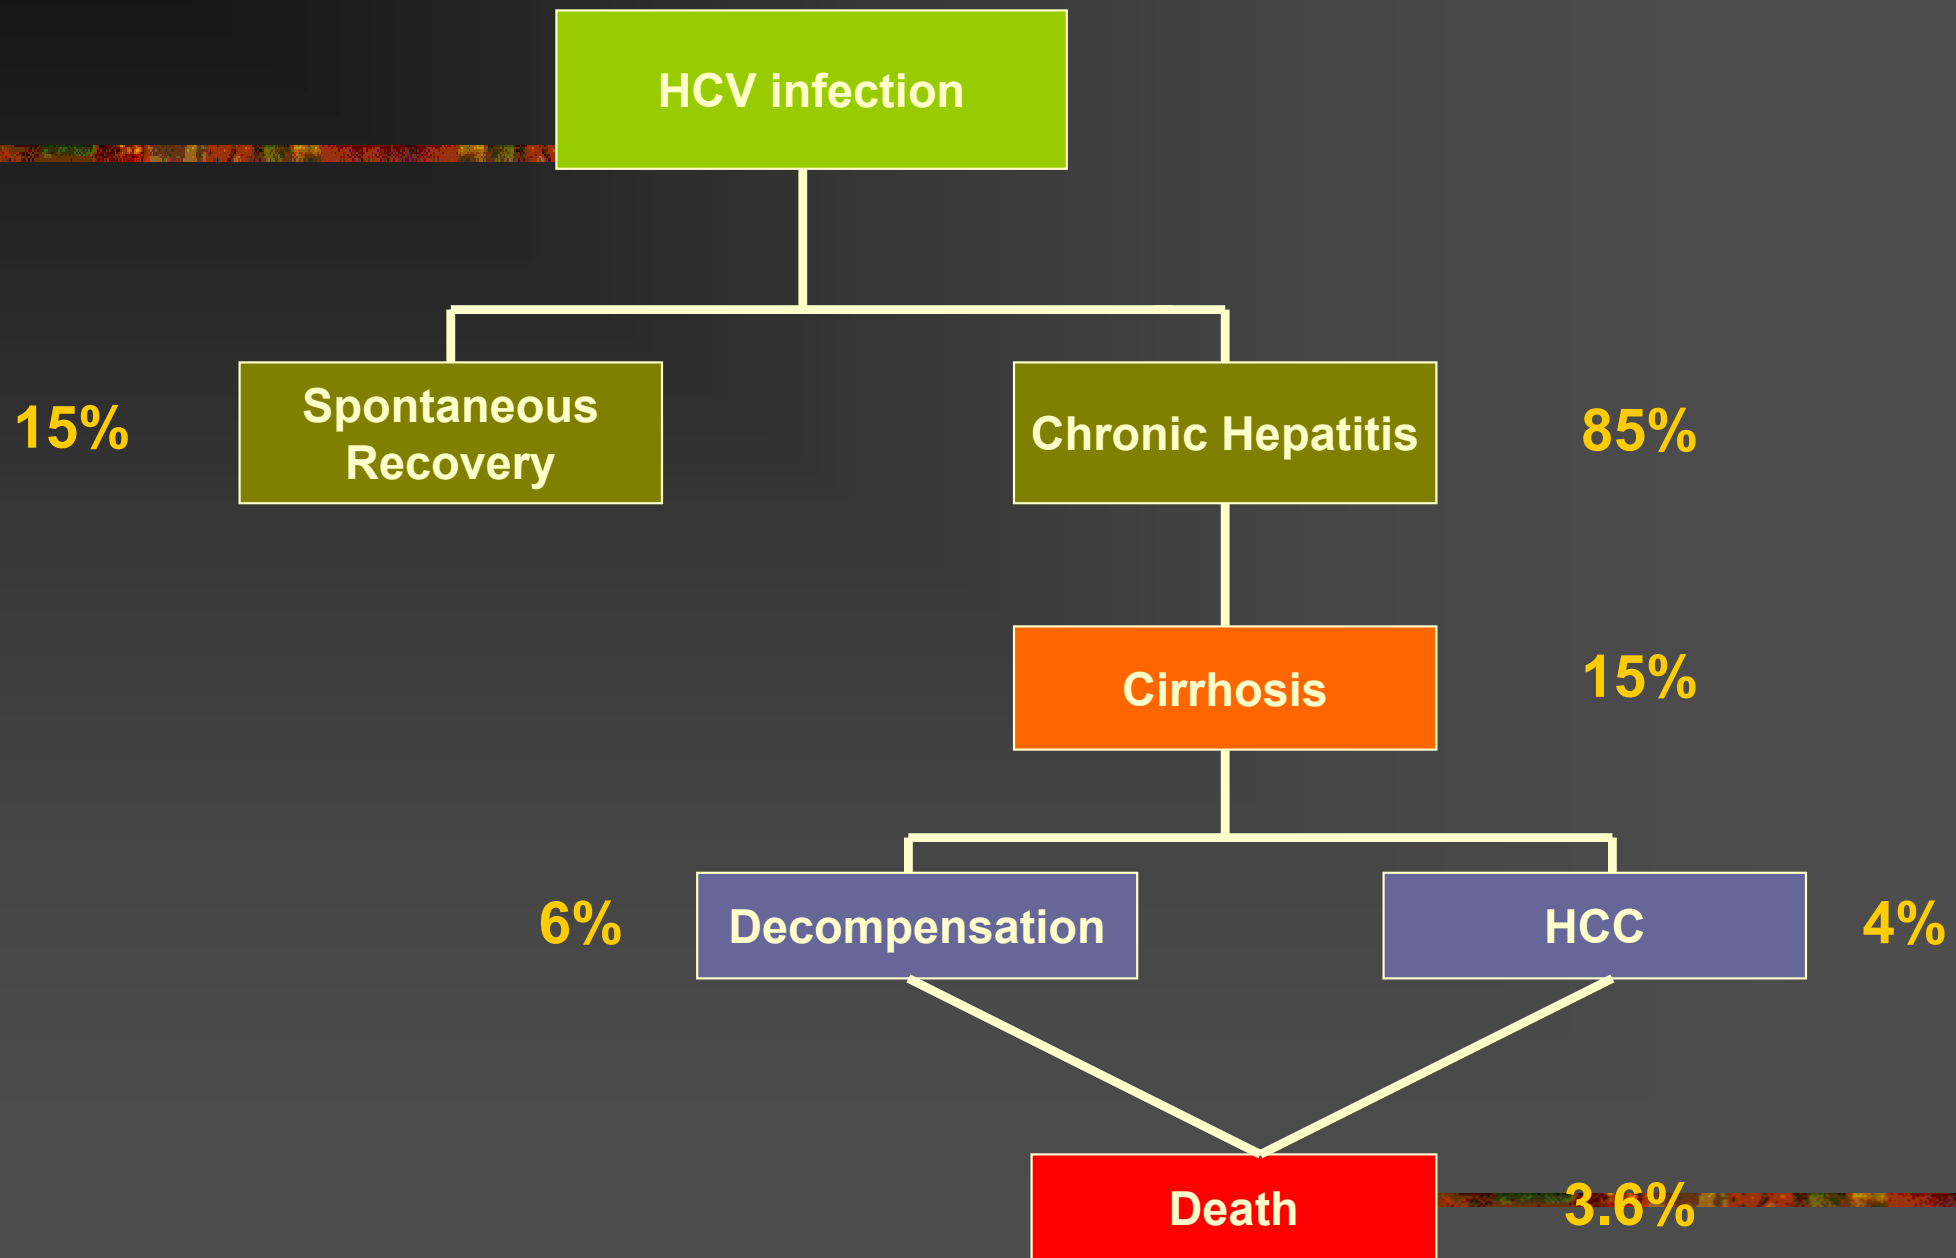 HCV infection
15%
Spontaneous
Recovery
Chronic Hepatitis
85%
Cirrhosis
15%
6%
Decompensation
HCC
4%
Death
3.6%